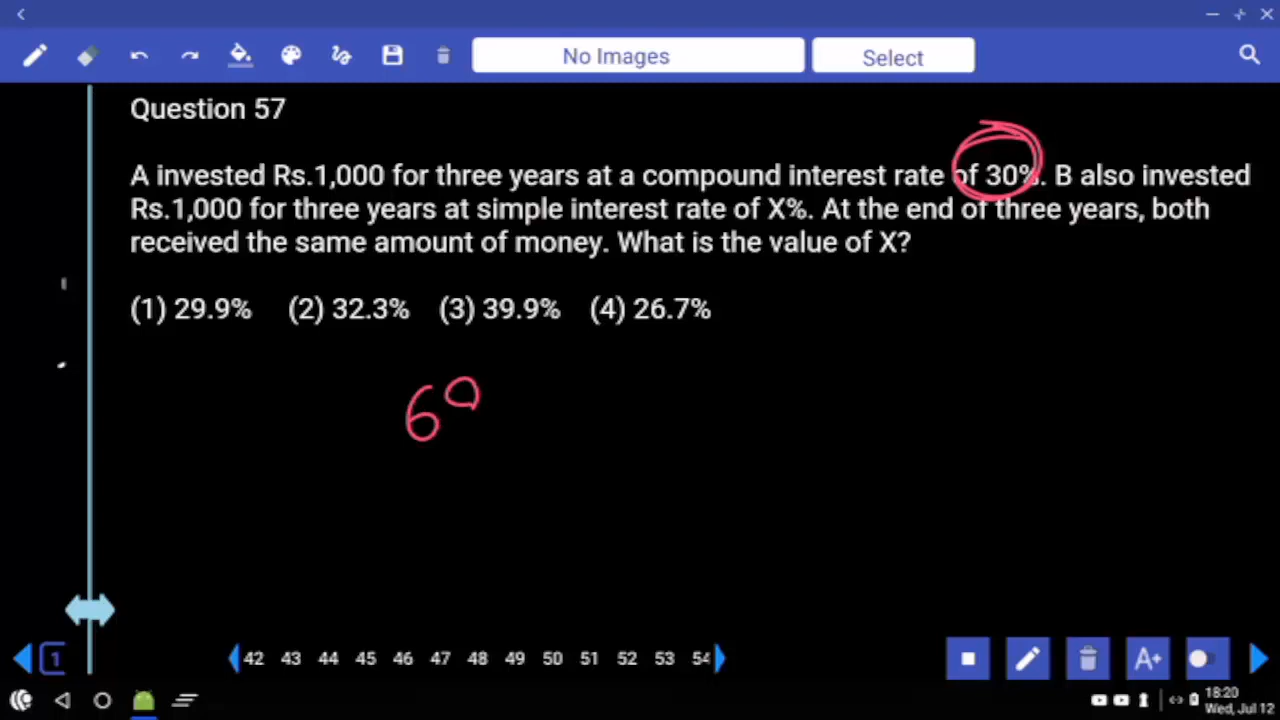 No Images
Select
Question 57
A invested Rs.1,000 for three years at a compound interest rate of 30%. B also invested
Rs.1,000 for three years at simple interest rate of X%. At the end of three years, both
received the same amount of money. What is the value of X?
(1) 29.9% (2) 32.3% (3) 39.9% (4) 26.7%
69
1 42 43 44 45 46 47 48 49 50 51 52 53 54 A+
18:20
Wed, Jul 12